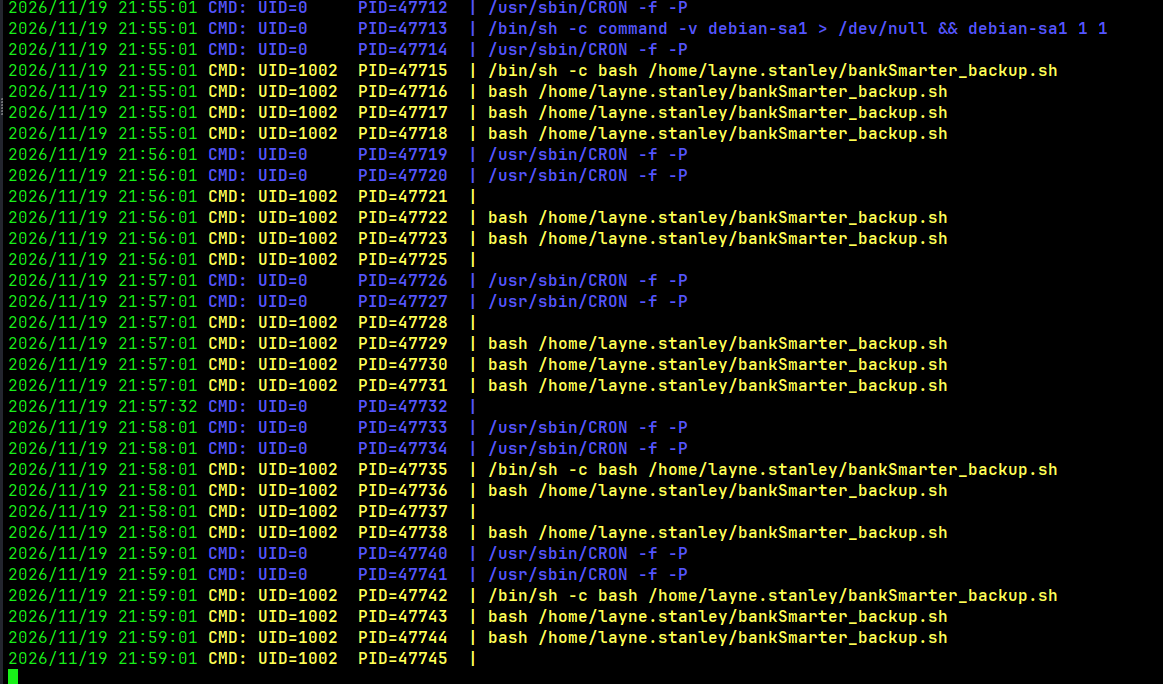 2026/11/19 21:55:01 CMD: UID=0     PID=47712  | /usr/sbin/CRON -f -P
2026/11/19 21:55:01 CMD: UID=0     PID=47713  | /bin/sh -c command -v debian-sa1 > /dev/null && debian-sa1 1 1
2026/11/19 21:55:01 CMD: UID=0     PID=47714  | /usr/sbin/CRON -f -P
2026/11/19 21:55:01 CMD: UID=1002  PID=47715  | /bin/sh -c bash /home/layne.stanley/bankSmarter_backup.sh
2026/11/19 21:55:01 CMD: UID=1002  PID=47716  | bash /home/layne.stanley/bankSmarter_backup.sh
2026/11/19 21:55:01 CMD: UID=1002  PID=47717  | bash /home/layne.stanley/bankSmarter_backup.sh
2026/11/19 21:55:01 CMD: UID=1002  PID=47718  | bash /home/layne.stanley/bankSmarter_backup.sh
2026/11/19 21:56:01 CMD: UID=0     PID=47719  | /usr/sbin/CRON -f -P
2026/11/19 21:56:01 CMD: UID=0     PID=47720  | /usr/sbin/CRON -f -P
2026/11/19 21:56:01 CMD: UID=1002  PID=47721  |
2026/11/19 21:56:01 CMD: UID=1002  PID=47722  | bash /home/layne.stanley/bankSmarter_backup.sh
2026/11/19 21:56:01 CMD: UID=1002  PID=47723  | bash /home/layne.stanley/bankSmarter_backup.sh
2026/11/19 21:56:01 CMD: UID=1002  PID=47725  |
2026/11/19 21:57:01 CMD: UID=0     PID=47726  | /usr/sbin/CRON -f -P
2026/11/19 21:57:01 CMD: UID=0     PID=47727  | /usr/sbin/CRON -f -P
2026/11/19 21:57:01 CMD: UID=1002  PID=47728  |
2026/11/19 21:57:01 CMD: UID=1002  PID=47729  | bash /home/layne.stanley/bankSmarter_backup.sh
2026/11/19 21:57:01 CMD: UID=1002  PID=47730  | bash /home/layne.stanley/bankSmarter_backup.sh
2026/11/19 21:57:01 CMD: UID=1002  PID=47731  | bash /home/layne.stanley/bankSmarter_backup.sh
2026/11/19 21:57:32 CMD: UID=0     PID=47732  |
2026/11/19 21:58:01 CMD: UID=0     PID=47733  | /usr/sbin/CRON -f -P
2026/11/19 21:58:01 CMD: UID=0     PID=47734  | /usr/sbin/CRON -f -P
2026/11/19 21:58:01 CMD: UID=1002  PID=47735  | /bin/sh -c bash /home/layne.stanley/bankSmarter_backup.sh
2026/11/19 21:58:01 CMD: UID=1002  PID=47736  | bash /home/layne.stanley/bankSmarter_backup.sh
2026/11/19 21:58:01 CMD: UID=1002  PID=47737  |
2026/11/19 21:58:01 CMD: UID=1002  PID=47738  | bash /home/layne.stanley/bankSmarter_backup.sh
2026/11/19 21:59:01 CMD: UID=0     PID=47740  | /usr/sbin/CRON -f -P
2026/11/19 21:59:01 CMD: UID=0     PID=47741  | /usr/sbin/CRON -f -P
2026/11/19 21:59:01 CMD: UID=1002  PID=47742  | /bin/sh -c bash /home/layne.stanley/bankSmarter_backup.sh
2026/11/19 21:59:01 CMD: UID=1002  PID=47743  | bash /home/layne.stanley/bankSmarter_backup.sh
2026/11/19 21:59:01 CMD: UID=1002  PID=47744  | bash /home/layne.stanley/bankSmarter_backup.sh
2026/11/19 21:59:01 CMD: UID=1002  PID=47745  |